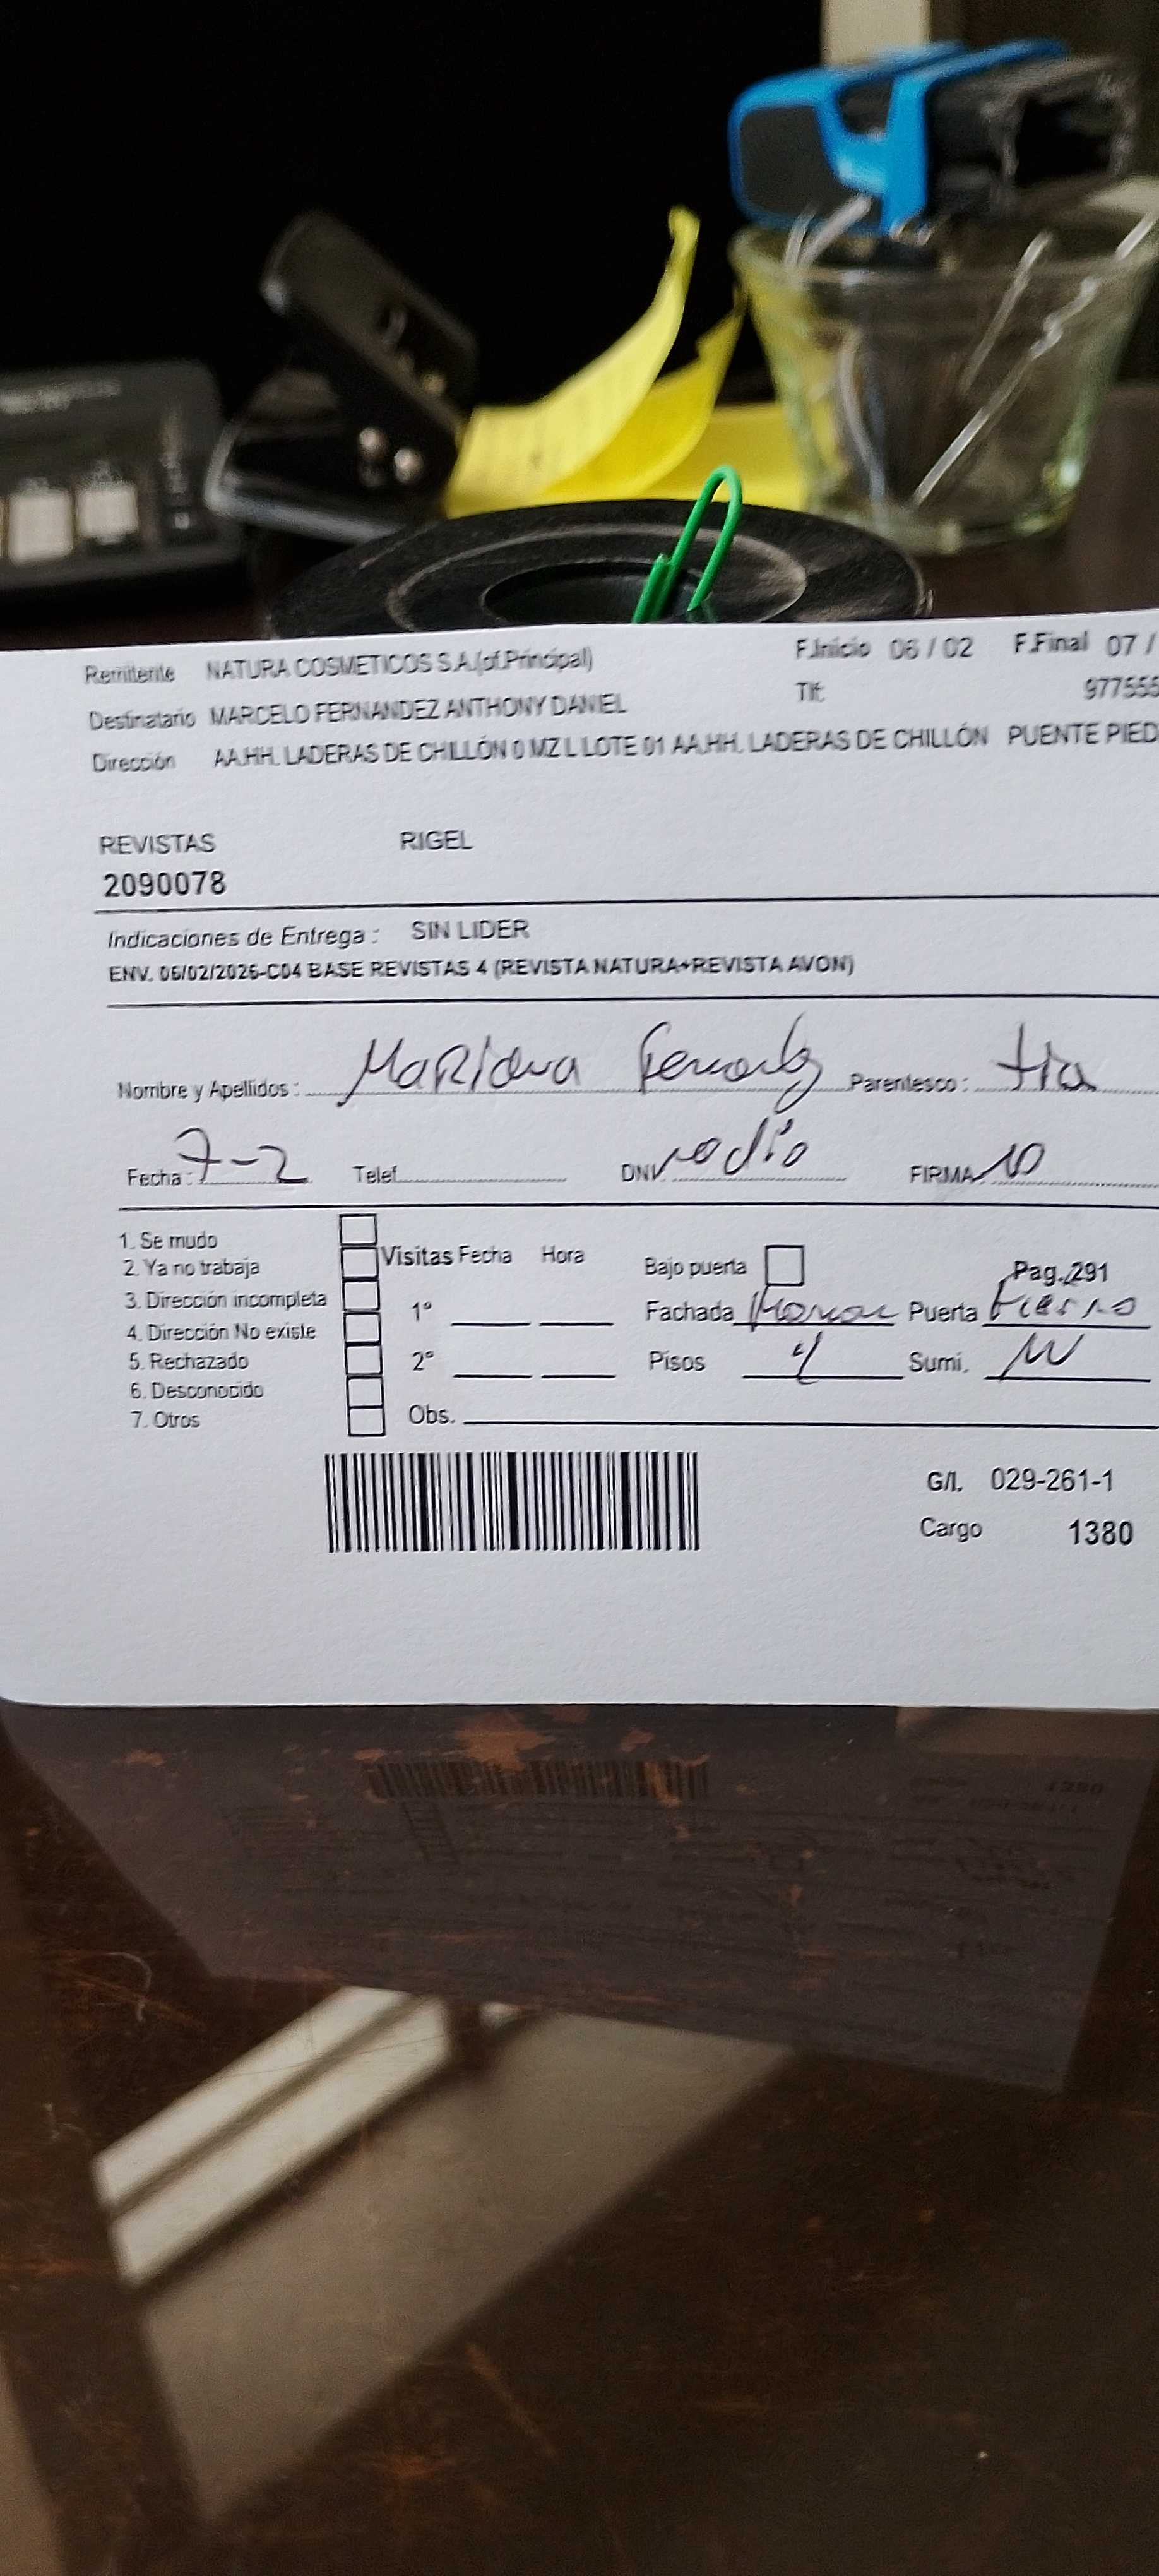 Remitente NATURA COSMETICOS S.A.(of.Principal) F.Inicio 06 / 02 F.Final 07 /
Destinatario MARCELO FERNANDEZ ANTHONY DANIEL Tlf: 977555
Dirección AA.HH. LADERAS DE CHILLÓN 0 MZ L LOTE 01 AA.HH. LADERAS DE CHILLÓN PUENTE PIED
REVISTAS RIGEL
2090078
Indicaciones de Entrega : SIN LIDER
ENV. 06/02/2026-C04 BASE REVISTAS 4 (REVISTA NATURA+REVISTA AVON)
Nombre y Apellidos : Mariana Parentesco : tia
Fecha : 7-2 Telef. DNI. FIRMA
1. Se mudo
2. Ya no trabaja Visitas Fecha Hora Bajo puerta Pag.291
3. Dirección incompleta 1° Fachada Puerta Fierro
4. Dirección No existe
5. Rechazado 2° Pisos 4 Sumi.
6. Desconocido
7. Otros Obs.
G/l. 029-261-1
Cargo 1380